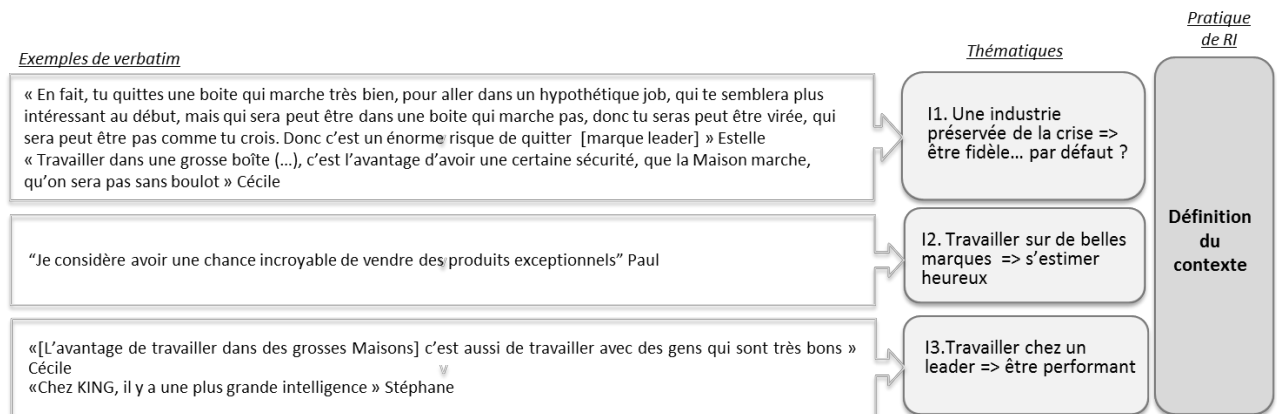 Pratique
de RI
Exemples de verbatim
Thématiques
« En fait, tu quittes une boite qui marche très bien, pour aller dans un hypothétique job, qui te semblera plus
intéressant au début, mais qui sera peut être dans une boite qui marche pas, donc tu seras peut être virée, qui
sera peut être pas comme tu crois. Donc c’est un énorme risque de quitter [marque leader] » Estelle
« Travailler dans une grosse boîte (…), c’est l’avantage d’avoir une certaine sécurité, que la Maison marche,
qu’on sera pas sans boulot » Cécile
I1. Une industrie
préservée de la crise =>
être fidèle… par défaut ?
“Je considère avoir une chance incroyable de vendre des produits exceptionnels” Paul
I2. Travailler sur de belles
marques => s’estimer
heureux
«[L’avantage de travailler dans des grosses Maisons] c’est aussi de travailler avec des gens qui sont très bons »
Cécile
«Chez KING, il y a une plus grande intelligence » Stéphane
I3.Travailler chez un
leader => être performant
Définition
du
contexte